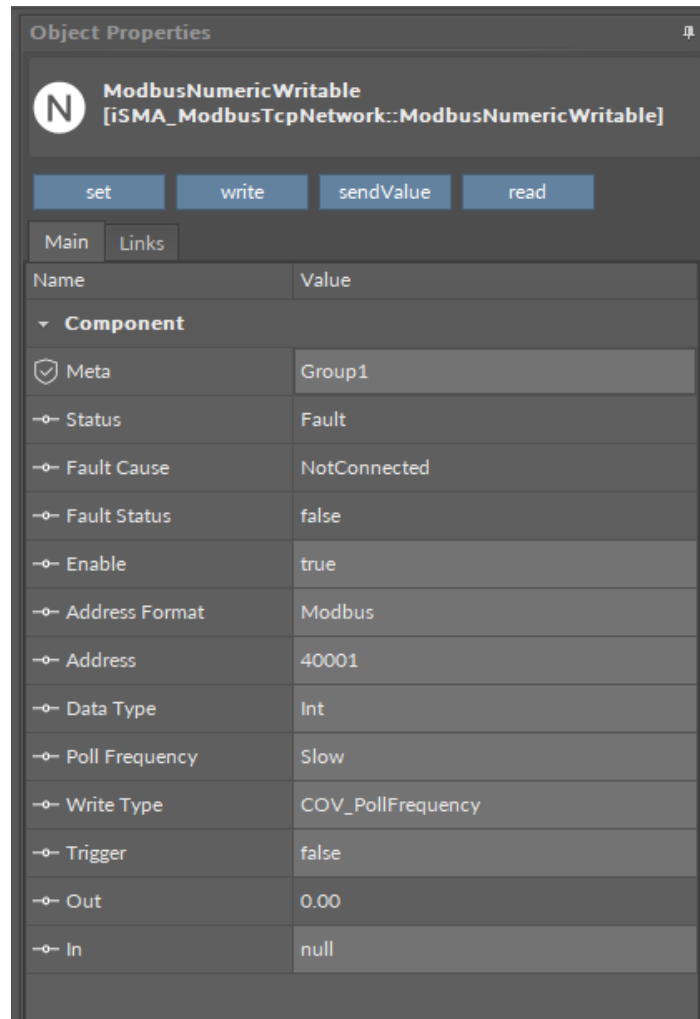 Object Properties
N
ModbusNumericWritable
[iSMA_ModbusTcpNetwork::ModbusNumericWritable]
set write sendValue read
Main Links
Name Value
Component
Meta Group1
Status Fault
Fault Cause NotConnected
Fault Status false
Enable true
Address Format Modbus
Address 40001
Data Type Int
Poll Frequency Slow
Write Type COV_PollFrequency
Trigger false
Out 0.00
In null